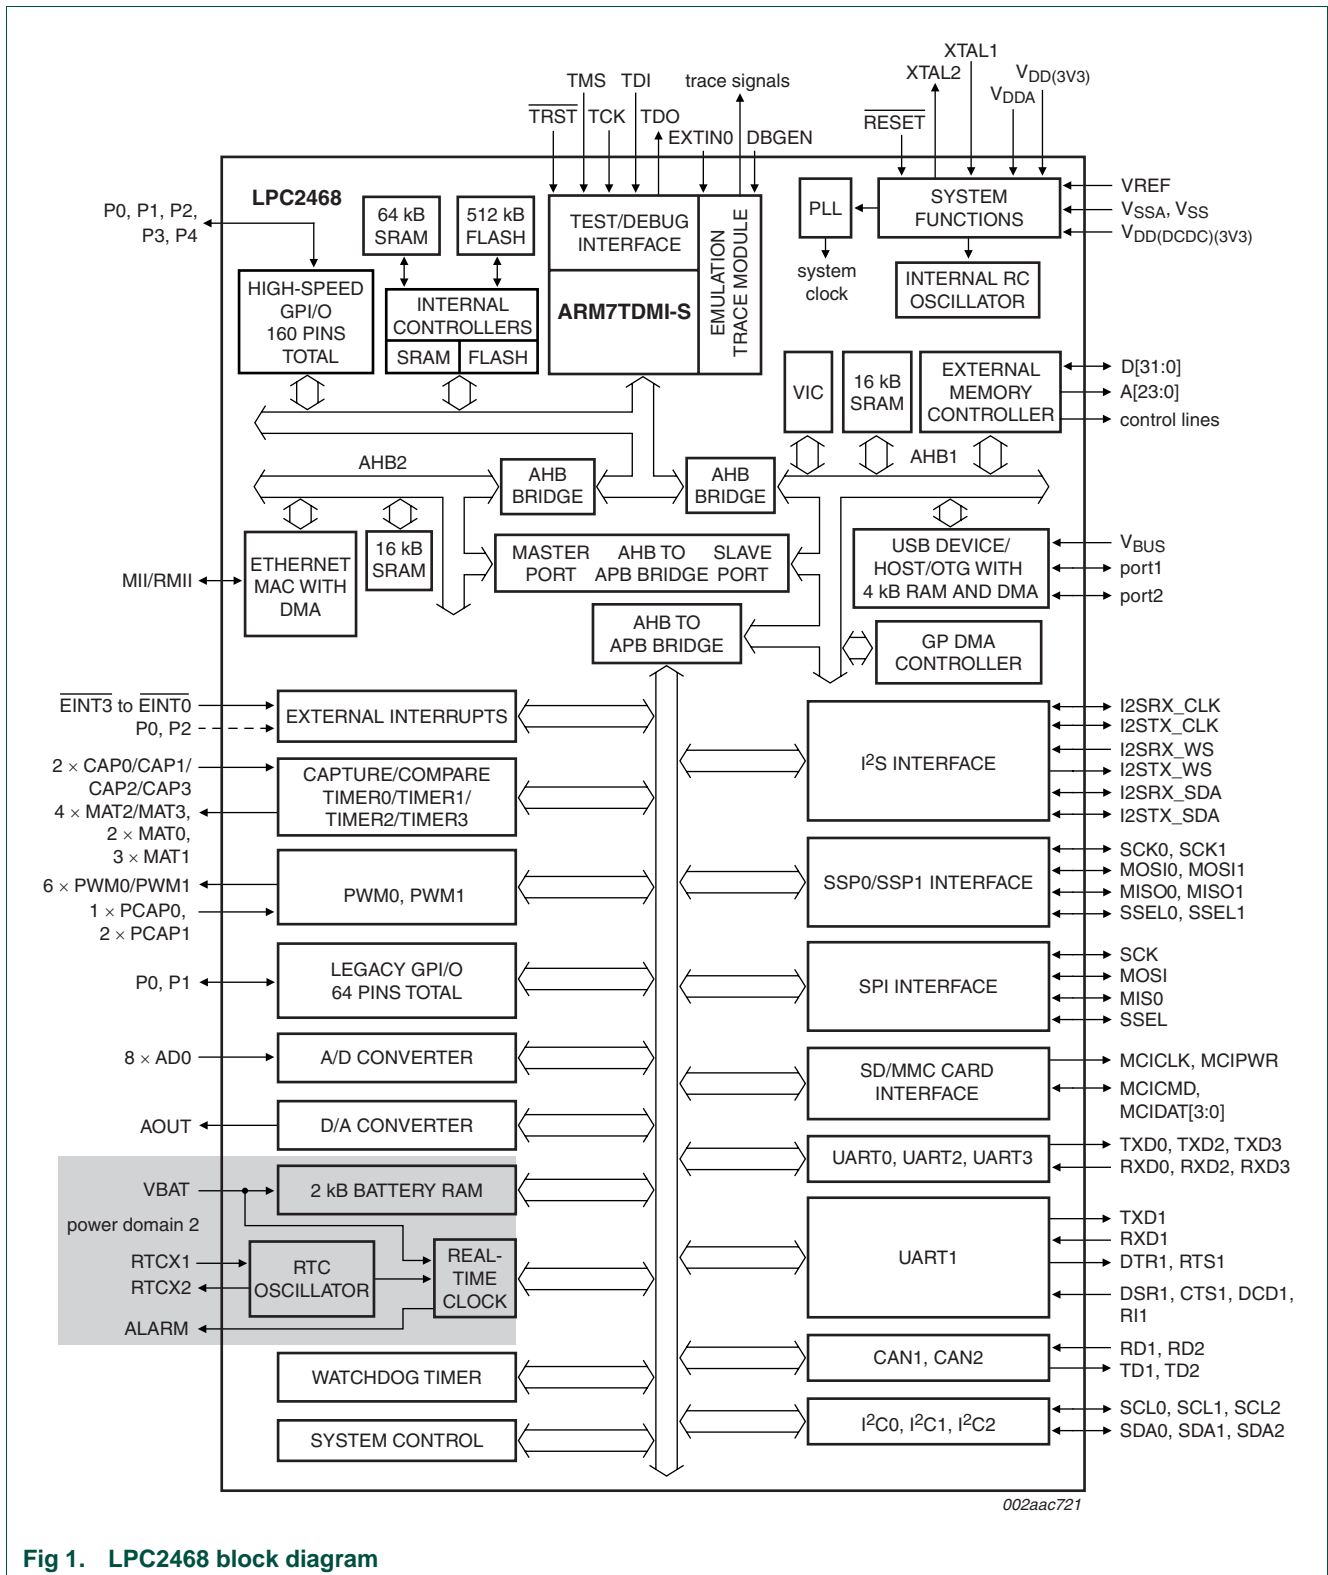 XTAL1
XTAL2
VDD(3V3)
VDDA
TMS
TDI
trace signals
TRST
TCK
TDO
EXTIN0
DBGEN
RESET
LPC2468
P0, P1, P2,
P3, P4
64 kB
SRAM
512 kB
FLASH
TEST/DEBUG
INTERFACE
EMULATION
TRACE MODULE
PLL
SYSTEM
FUNCTIONS
VREF
VSSA, VSS
VDD(DCDC)(3V3)
system
clock
INTERNAL RC
OSCILLATOR
HIGH-SPEED
GPI/O
160 PINS
TOTAL
INTERNAL
CONTROLLERS
SRAM
FLASH
ARM7TDMI-S
VIC
16 kB
SRAM
EXTERNAL
MEMORY
CONTROLLER
D[31:0]
A[23:0]
control lines
AHB2
AHB
BRIDGE
AHB
BRIDGE
AHB1
ETHERNET
MAC WITH
DMA
MII/RMII
16 kB
SRAM
MASTER
PORT
AHB TO
APB BRIDGE
SLAVE
PORT
USB DEVICE/
HOST/OTG WITH
4 kB RAM AND DMA
VBUS
port1
port2
AHB TO
APB BRIDGE
GP DMA
CONTROLLER
EINT3 to EINT0
P0, P2
EXTERNAL INTERRUPTS
2 × CAP0/CAP1/
CAP2/CAP3
4 × MAT2/MAT3,
2 × MAT0,
3 × MAT1
CAPTURE/COMPARE
TIMER0/TIMER1/
TIMER2/TIMER3
6 × PWM0/PWM1
1 × PCAP0,
2 × PCAP1
PWM0, PWM1
P0, P1
LEGACY GPI/O
64 PINS TOTAL
8 × AD0
A/D CONVERTER
AOUT
D/A CONVERTER
VBAT
2 kB BATTERY RAM
power domain 2
RTCX1
RTCX2
RTC
OSCILLATOR
REAL-
TIME
CLOCK
ALARM
WATCHDOG TIMER
SYSTEM CONTROL
I2S INTERFACE
I2SRX_CLK
I2STX_CLK
I2SRX_WS
I2STX_WS
I2SRX_SDA
I2STX_SDA
SSP0/SSP1 INTERFACE
SCK0, SCK1
MOSI0, MOSI1
MISO0, MISO1
SSEL0, SSEL1
SPI INTERFACE
SCK
MOSI
MIS0
SSEL
SD/MMC CARD
INTERFACE
MCICLK, MCIPWR
MCICMD,
MCIDAT[3:0]
UART0, UART2, UART3
TXD0, TXD2, TXD3
RXD0, RXD2, RXD3
UART1
TXD1
RXD1
DTR1, RTS1
DSR1, CTS1, DCD1,
RI1
CAN1, CAN2
RD1, RD2
TD1, TD2
I2C0, I2C1, I2C2
SCL0, SCL1, SCL2
SDA0, SDA1, SDA2
002aac721
Fig 1. LPC2468 block diagram